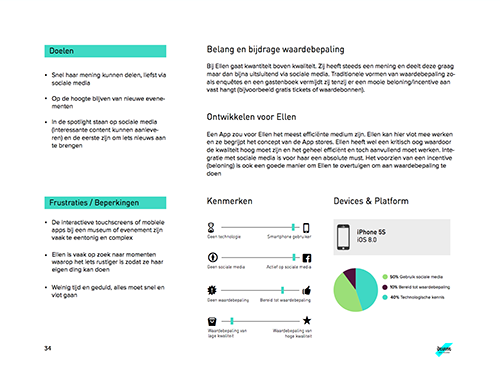 Doelen
Snel haar mening kunnen delen, liefst via
sociale media
Op de hoogte blijven van nieuwe evene-
menten
In de spotlight staan op sociale media
(interessante content kunnen aanleve-
ren) en de eerste zijn om iets nieuws aan
te brengen
Belang en bijdrage waardebepaling
Bij Ellen gaat kwantiteit boven kwaliteit. Zij heeft steeds een mening en deelt deze graag
maar dan bijna uitsluitend via sociale media. Traditionele vormen van waardebepaling zo-
als enquêtes en een gastenboek vermijdt zij tenzij er een mooie beloning/incentive aan
vast hangt (bijvoorbeeld gratis tickets of waardebonnen).
Ontwikkelen voor Ellen
Een App zou voor Ellen het meest efficiënte medium zijn. Ellen kan hier vlot mee werken
en ze begrijpt het concept van de App stores. Ellen heeft wel een kritisch oog waardoor
de kwaliteit hoog moet zijn en het geheel efficient en toch aanvullend moet werken. Inte-
gratie met sociale media is voor haar een absolute must. Het voorzien van een incentive
(beloning) is ook een goede manier om Ellen te overtuigen om aan waardebepaling te
doen
Frustraties / Beperkingen
De interactieve touchscreens of mobiele
apps bij een museum of evenement zijn
vaak te eentonig en complex
Ellen is vaak op zoek naar momenten
waarop het iets rustiger is zodat ze haar
eigen ding kan doen
Weinig tijd en geduld, alles moet snel en
vlot gaan
Kenmerken
Geen technologie
Smartphone gebruiker
Geen sociale media
Actief op sociale media
Geen waardebepaling
Bereid tot waardebepaling
Waardebepaling van
lage kwaliteit
Waardebepaling van
hoge kwaliteit
Devices & Platform
iPhone 5S
iOS 8.0
50% Gebruik sociale media
10% Bereid tot waardebepaling
40% Technologische kennis
34